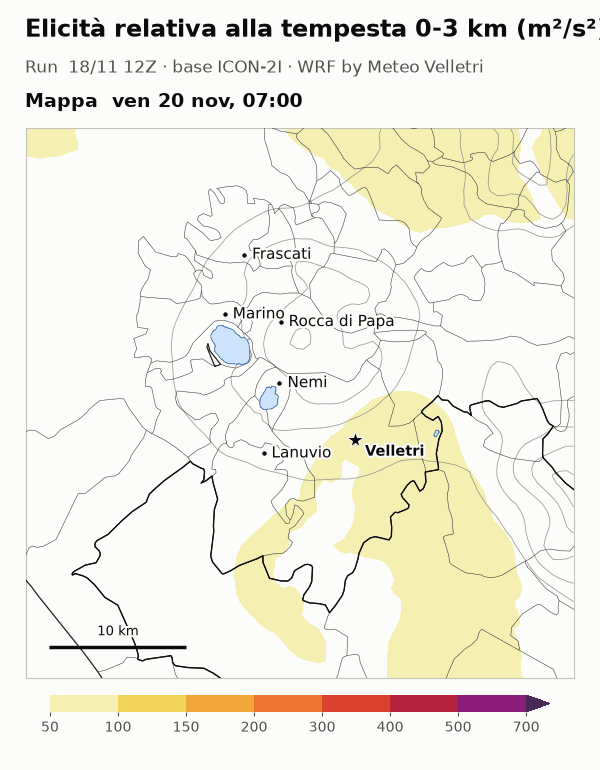 Elicità relativa alla tempesta 0-3 km (m²/s²)
Run 18/11 12Z · base ICON-2I · WRF by Meteo Velletri
Mappa ven 20 nov, 07:00
Frascati
Marino
Rocca di Papa
Nemi
Velletri
Lanuvio
10 km
50 100 150 200 300 400 500 700